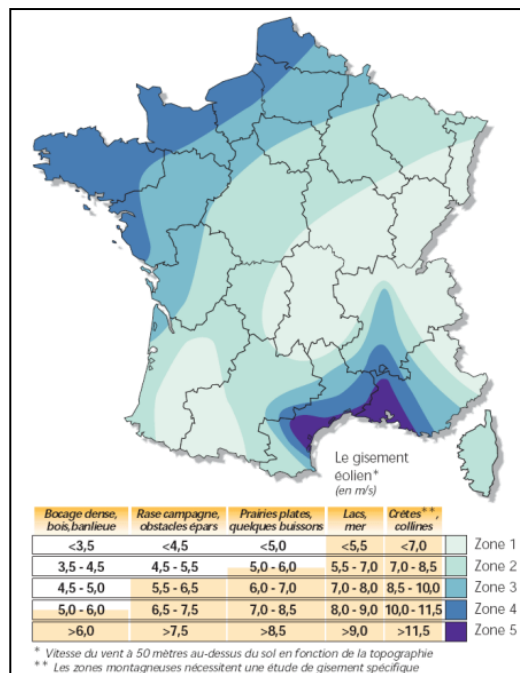 Le gisement
éolien*
(en m/s)
Bocage dense, bois,banlieue Rase campagne, obstacles épars Prairies plates, quelques buissons Lacs, mer Crêtes**, collines
<3,5 <4,5 <5,0 <5,5 <7,0 Zone 1
3,5 - 4,5 4,5 - 5,5 5,0 - 6,0 5,5 - 7,0 7,0 - 8,5 Zone 2
4,5 - 5,0 5,5 - 6,5 6,0 - 7,0 7,0 - 8,0 8,5 - 10,0 Zone 3
5,0 - 6,0 6,5 - 7,5 7,0 - 8,5 8,0 - 9,0 10,0 - 11,5 Zone 4
>6,0 >7,5 >8,5 >9,0 >11,5 Zone 5
* Vitesse du vent à 50 mètres au-dessus du sol en fonction de la topographie
** Les zones montagneuses nécessitent une étude de gisement spécifique